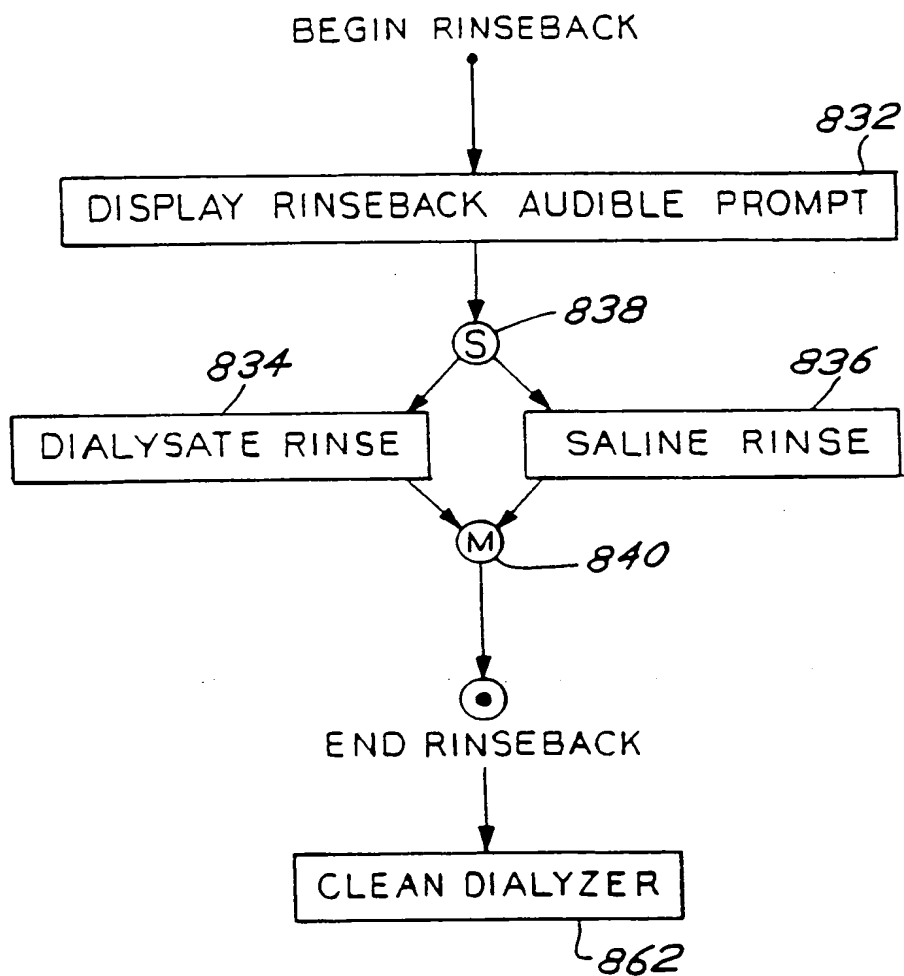 BEGIN RINSEBACK
832
DISPLAY RINSEBACK AUDIBLE PROMPT
838
S
834
836
DIALYSATE RINSE
SALINE RINSE
M
840
END RINSEBACK
CLEAN DIALYZER
862